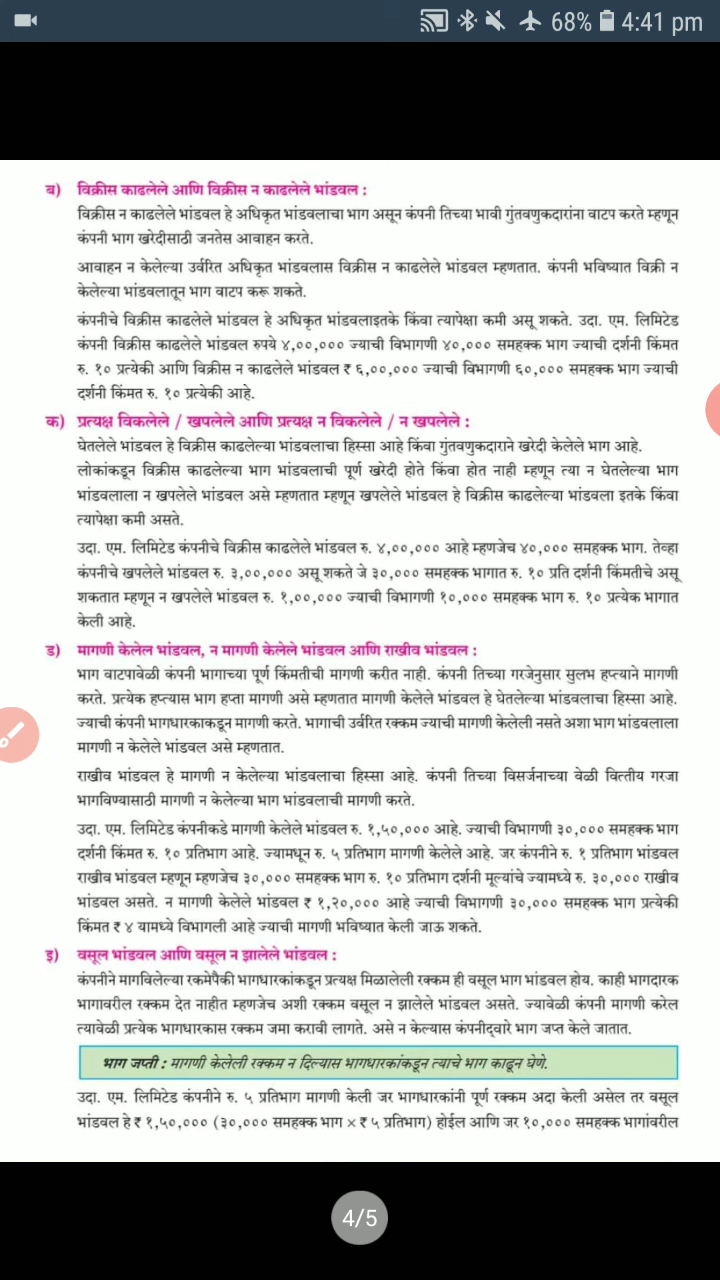 68% 4:41 pm
ब) विक्रीस काढलेले आणि विक्रीस न काढलेले भांडवल :
विक्रीस न काढलेले भांडवल हे अधिकृत भांडवलाचा भाग असून कंपनी तिच्या भावी गुंतवणुकदारांना वाटप करते म्हणून
कंपनी भाग खरेदीसाठी जनतेस आवाहन करते.
आवाहन न केलेल्या उर्वरित अधिकृत भांडवलास विक्रीस न काढलेले भांडवल म्हणतात. कंपनी भविष्यात विक्री न
केलेल्या भांडवलातून भाग वाटप करू शकते.
कंपनीचे विक्रीस काढलेले भांडवल हे अधिकृत भांडवलाइतके किंवा त्यापेक्षा कमी असू शकते. उदा. एम. लिमिटेड
कंपनी विक्रीस काढलेले भांडवल रुपये ४,००,००० ज्याची विभागणी ४०,००० समहक्क भाग ज्याची दर्शनी किंमत
रु. १० प्रत्येकी आणि विक्रीस न काढलेले भांडवल ₹ ६,००,००० ज्याची विभागणी ६०,००० समहक्क भाग ज्याची
दर्शनी किंमत रु. १० प्रत्येकी आहे.
क) प्रत्यक्ष विकलेले / खपलेले आणि प्रत्यक्ष न विकलेले / न खपलेले :
घेतलेले भांडवल हे विक्रीस काढलेल्या भांडवलाचा हिस्सा आहे किंवा गुंतवणुकदाराने खरेदी केलेले भाग आहे.
लोकांकडून विक्रीस काढलेल्या भाग भांडवलाची पूर्ण खरेदी होते किंवा होत नाही म्हणून त्या न घेतलेल्या भाग
भांडवलाला न खपलेले भांडवल असे म्हणतात म्हणून खपलेले भांडवल हे विक्रीस काढलेल्या भांडवला इतके किंवा
त्यापेक्षा कमी असते.
उदा. एम. लिमिटेड कंपनीचे विक्रीस काढलेले भांडवल रु. ४,००,००० आहे म्हणजेच ४०,००० समहक्क भाग. तेव्हा
कंपनीचे खपलेले भांडवल रु. ३,००,००० असू शकते जे ३०,००० समहक्क भागात रु. १० प्रति दर्शनी किंमतीचे असू
शकतात म्हणून न खपलेले भांडवल रु. १,००,००० ज्याची विभागणी १०,००० समहक्क भाग रु. १० प्रत्येक भागात
केली आहे.
ड) मागणी केलेल भांडवल, न मागणी केलेले भांडवल आणि राखीव भांडवल :
भाग वाटपावेळी कंपनी भागाच्या पूर्ण किंमतीची मागणी करीत नाही. कंपनी तिच्या गरजेनुसार सुलभ हप्त्याने मागणी
करते. प्रत्येक हप्त्यास भाग हप्ता मागणी असे म्हणतात मागणी केलेले भांडवल हे घेतलेल्या भांडवलाचा हिस्सा आहे.
ज्याची कंपनी भागधारकाकडून मागणी करते. भागाची उर्वरित रक्कम ज्याची मागणी केलेली नसते अशा भाग भांडवलाला
मागणी न केलेले भांडवल असे म्हणतात.
राखीव भांडवल हे मागणी न केलेल्या भांडवलाचा हिस्सा आहे. कंपनी तिच्या विसर्जनाच्या वेळी वित्तीय गरजा
भागविण्यासाठी मागणी न केलेल्या भाग भांडवलाची मागणी करते.
उदा. एम. लिमिटेड कंपनीकडे मागणी केलेले भांडवल रु. १,५०,००० आहे. ज्याची विभागणी ३०,००० समहक्क भाग
दर्शनी किंमत रु. १० प्रतिभाग आहे. ज्यामधून रु. ५ प्रतिभाग मागणी केलेले आहे. जर कंपनीने रु. १ प्रतिभाग भांडवल
राखीव भांडवल म्हणून म्हणजेच ३०,००० समहक्क भाग रु. १० प्रतिभाग दर्शनी मूल्यांचे ज्यामध्ये रु. ३०,००० राखीव
भांडवल असते. न मागणी केलेले भांडवल ₹ १,२०,००० आहे ज्याची विभागणी ३०,००० समहक्क भाग प्रत्येकी
किंमत ₹ ४ यामध्ये विभागली आहे ज्याची मागणी भविष्यात केली जाऊ शकते.
इ) वसूल भांडवल आणि वसूल न झालेले भांडवल :
कंपनीने मागविलेल्या रकमेपैकी भागधारकांकडून प्रत्यक्ष मिळालेली रक्कम ही वसूल भाग भांडवल होय. काही भागदारक
भागावरील रक्कम देत नाहीत म्हणजेच अशी रक्कम वसूल न झालेले भांडवल असते. ज्यावेळी कंपनी मागणी करेल
त्यावेळी प्रत्येक भागधारकास रक्कम जमा करावी लागते. असे न केल्यास कंपनीद्वारे भाग जप्त केले जातात.
भाग जप्ती : मागणी केलेली रक्कम न दिल्यास भागधारकांकडून त्याचे भाग काढून घेणे.
उदा. एम. लिमिटेड कंपनीने रु. ५ प्रतिभाग मागणी केली जर भागधारकांनी पूर्ण रक्कम अदा केली असेल तर वसूल
भांडवल हे ₹ १,५०,००० (३०,००० समहक्क भाग × ₹ ५ प्रतिभाग) होईल आणि जर १०,००० समहक्क भागांवरील
4/5